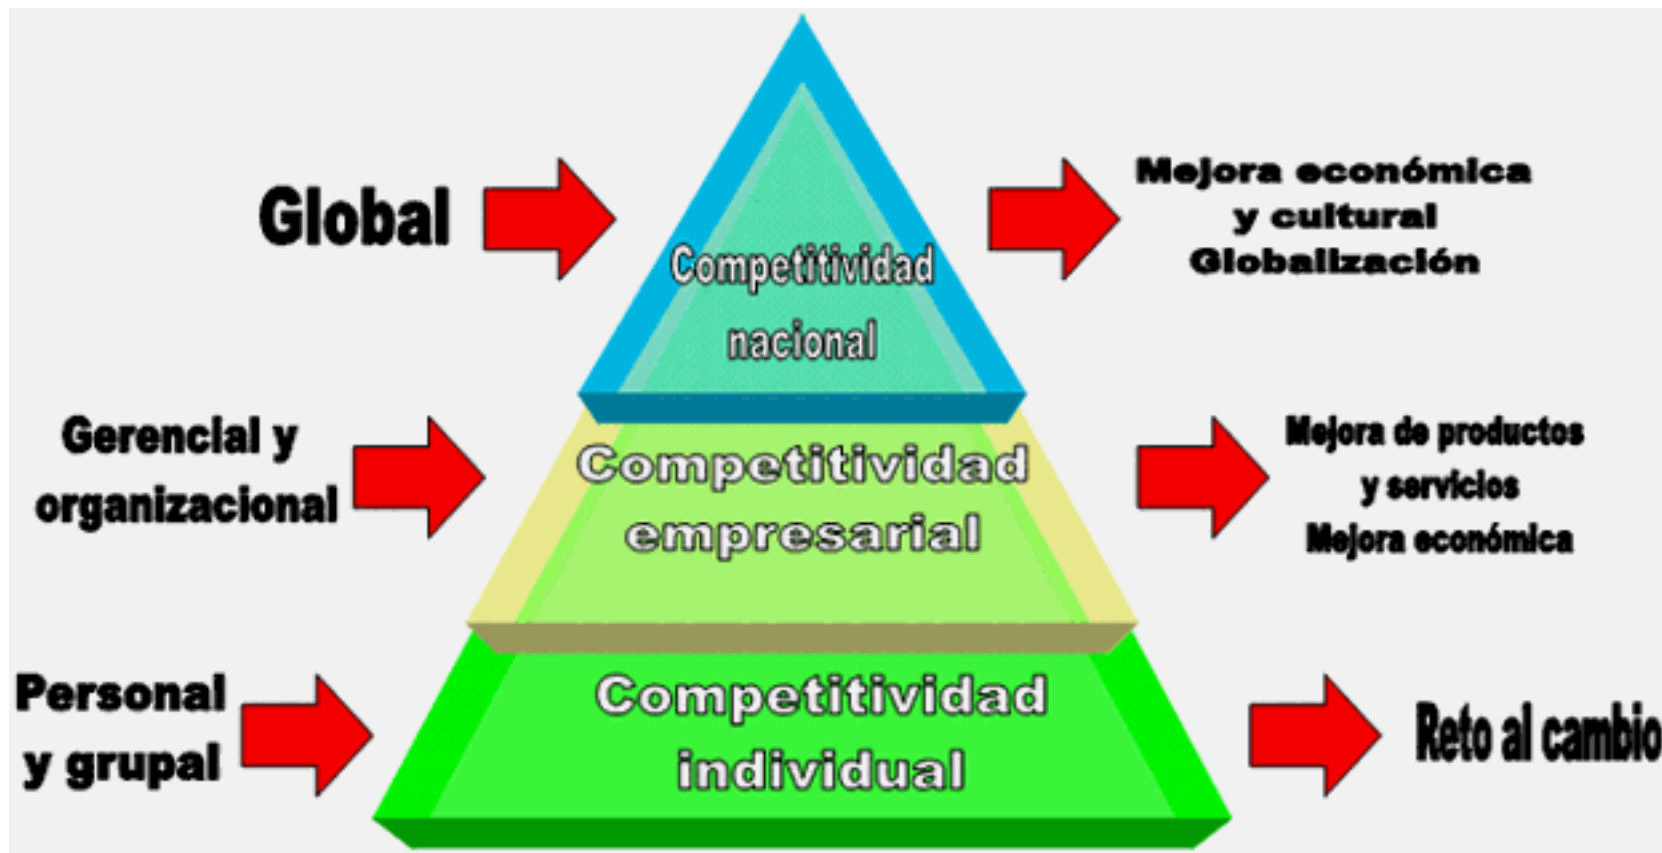 Global
Competitividad
nacional
Mejora económica
y cultural
Globalización
Gerencial y
organizacional
Competitividad
empresarial
Mejora de productos
y servicios
Mejora económica
Personal
y grupal
Competitividad
individual
Reto al cambio